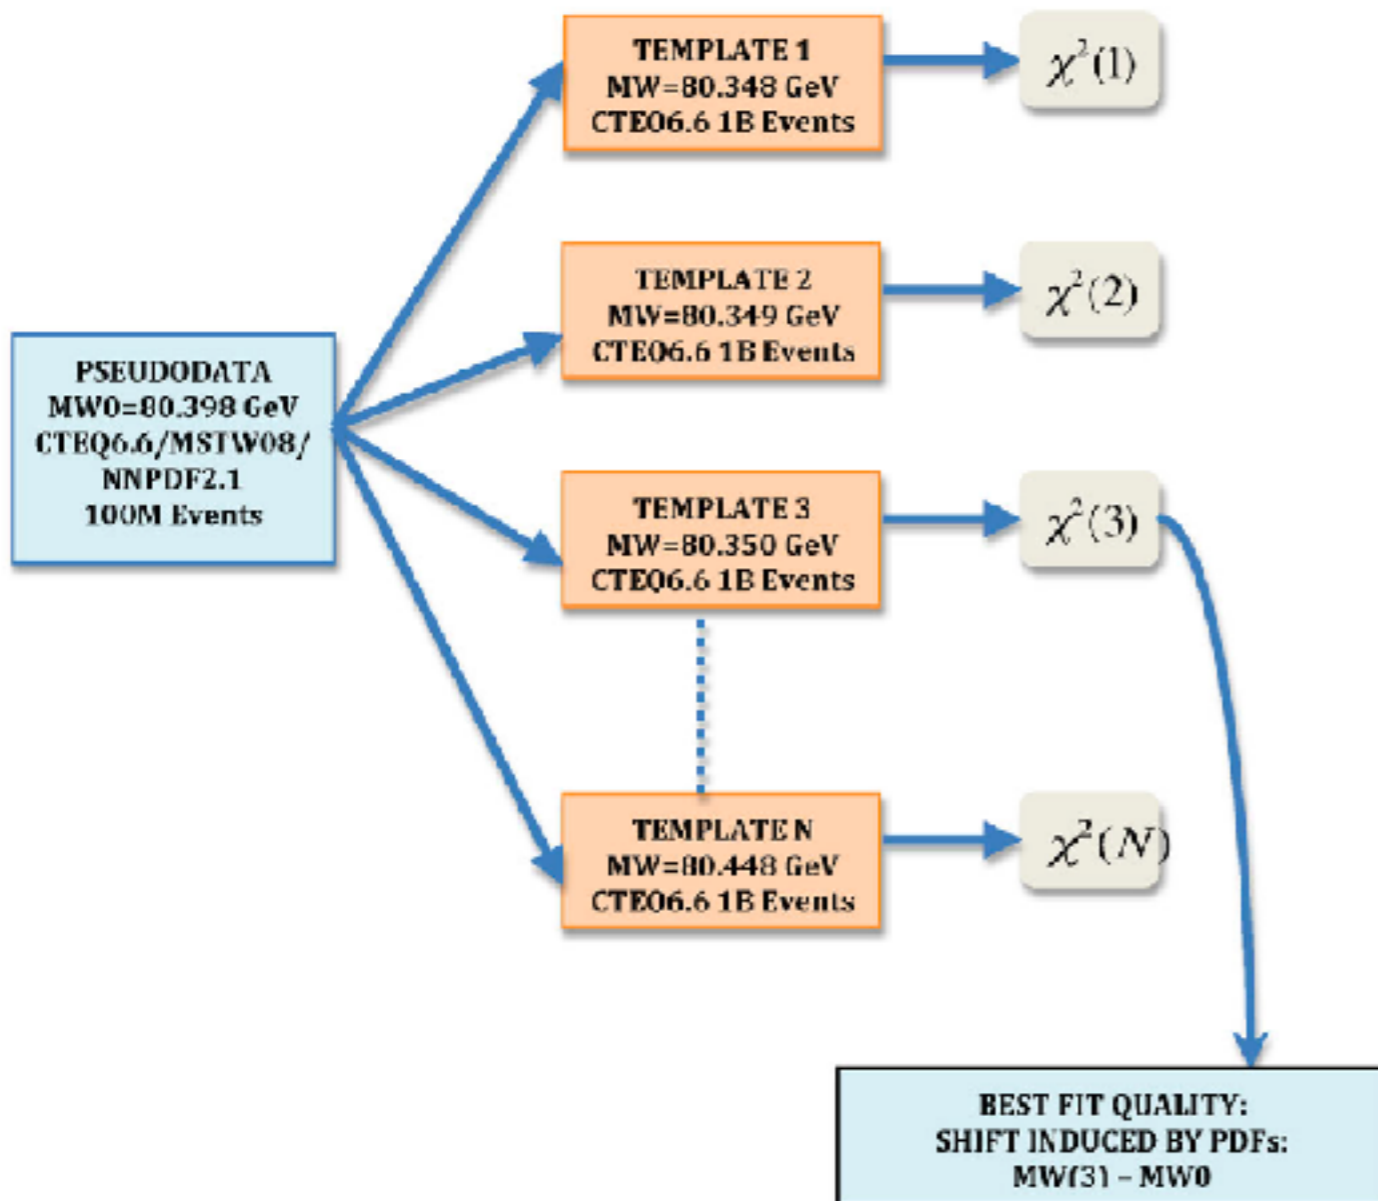 TEMPLATE 1
MW=80.348 GeV
CTEQ6.6 1B Events
χ²(1)
TEMPLATE 2
MW=80.349 GeV
CTEQ6.6 1B Events
χ²(2)
PSEUDODATA
MW0=80.398 GeV
CTEQ6.6/MSTW08/
NNPDF2.1
100M Events
TEMPLATE 3
MW=80.350 GeV
CTEQ6.6 1B Events
χ²(3)
TEMPLATE N
MW=80.448 GeV
CTEQ6.6 1B Events
χ²(N)
BEST FIT QUALITY:
SHIFT INDUCED BY PDFs:
MW(3) – MW0